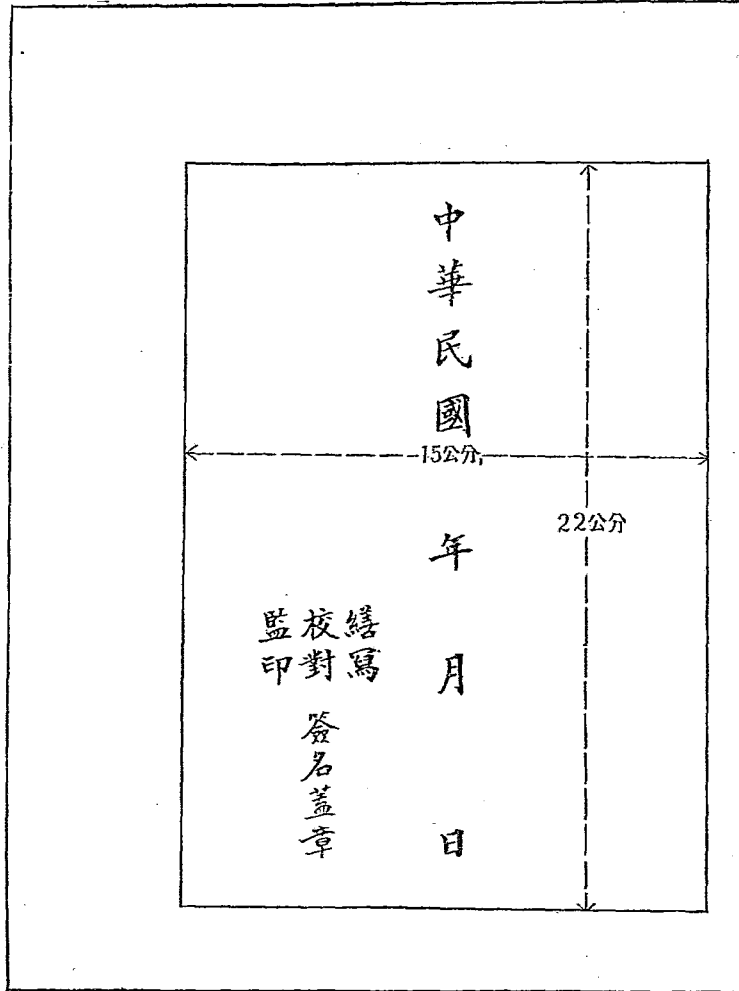 中華民國 年 月 日
繕寫
校對
監印
簽名蓋章
15公分
22公分